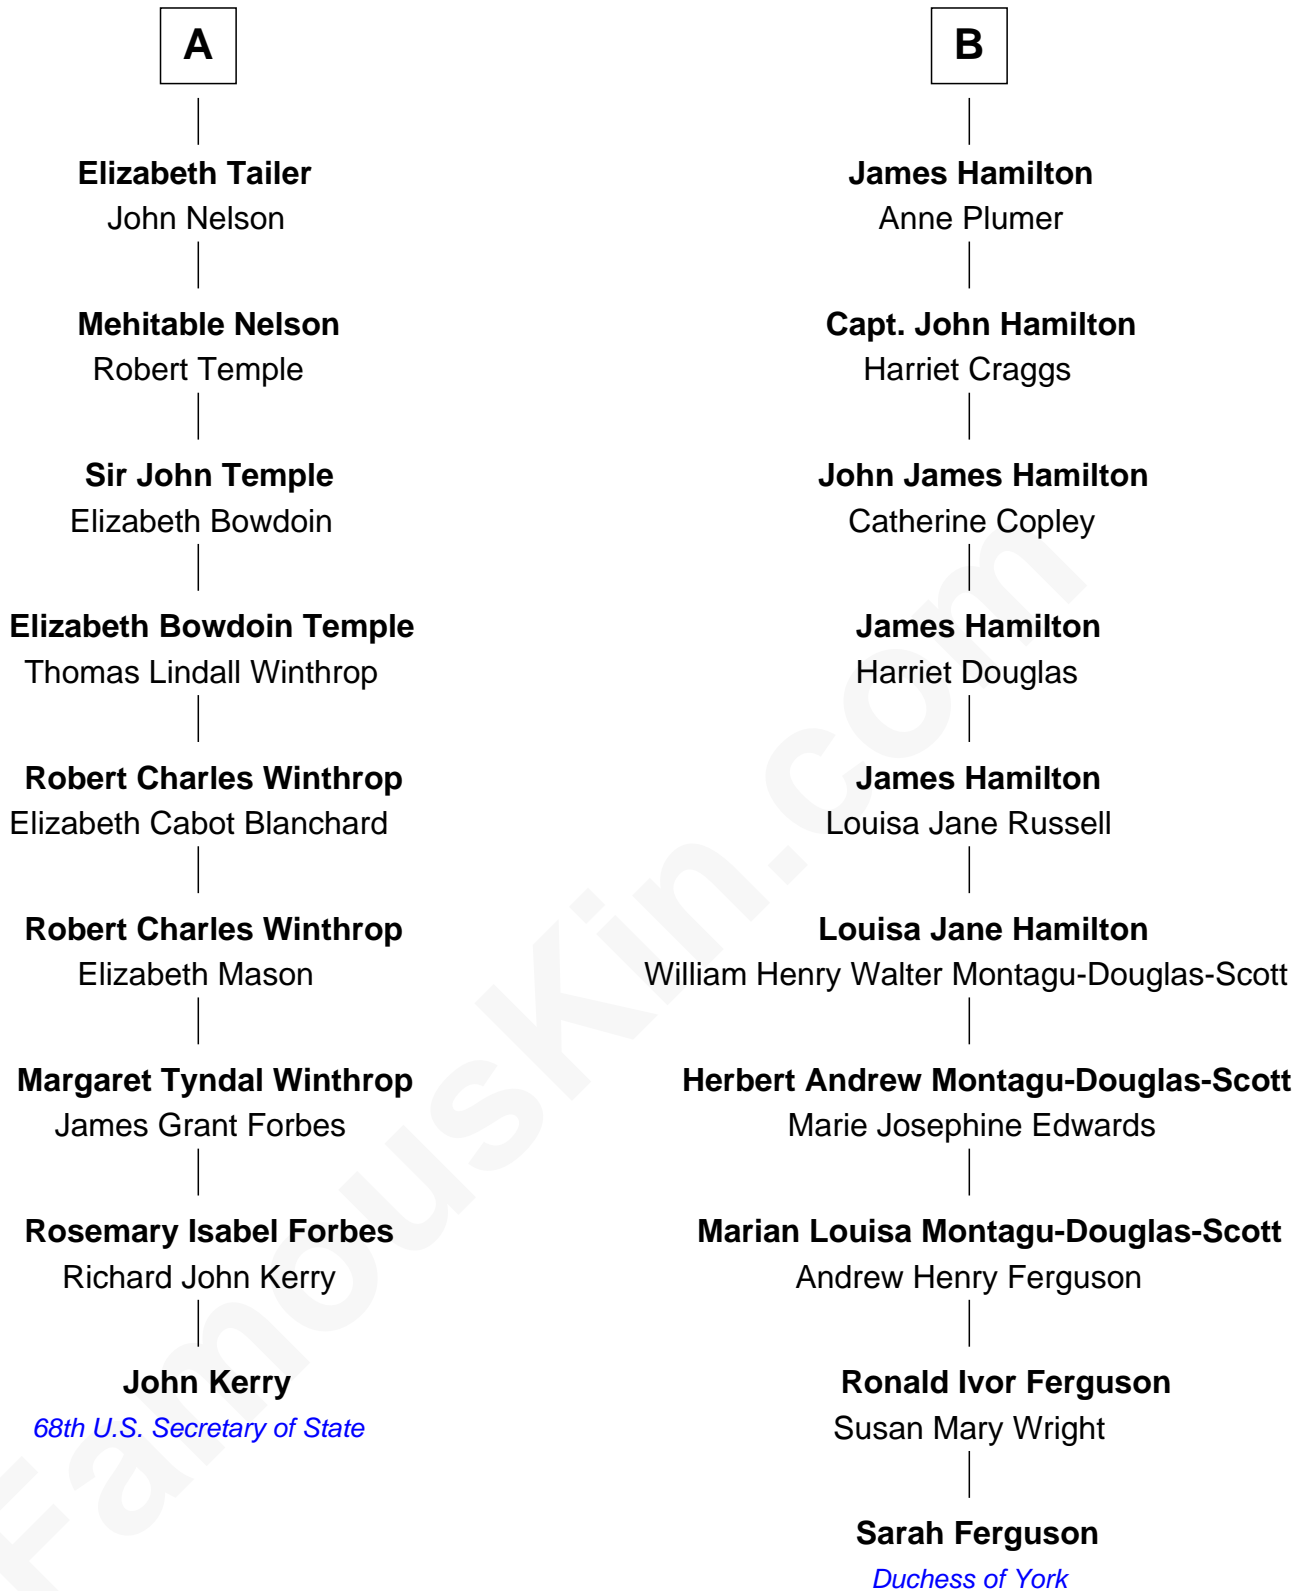 A
Elizabeth Tailer
John Nelson
Mehitable Nelson
Robert Temple
Sir John Temple
Elizabeth Bowdoin
Elizabeth Bowdoin Temple
Thomas Lindall Winthrop
Robert Charles Winthrop
Elizabeth Cabot Blanchard
Robert Charles Winthrop
Elizabeth Mason
Margaret Tyndal Winthrop
James Grant Forbes
Rosemary Isabel Forbes
Richard John Kerry
John Kerry
68th U.S. Secretary of State
B
James Hamilton
Anne Plumer
Capt. John Hamilton
Harriet Craggs
John James Hamilton
Catherine Copley
James Hamilton
Harriet Douglas
James Hamilton
Louisa Jane Russell
Louisa Jane Hamilton
William Henry Walter Montagu-Douglas-Scott
Herbert Andrew Montagu-Douglas-Scott
Marie Josephine Edwards
Marian Louisa Montagu-Douglas-Scott
Andrew Henry Ferguson
Ronald Ivor Ferguson
Susan Mary Wright
Sarah Ferguson
Duchess of York
FamousKin.com